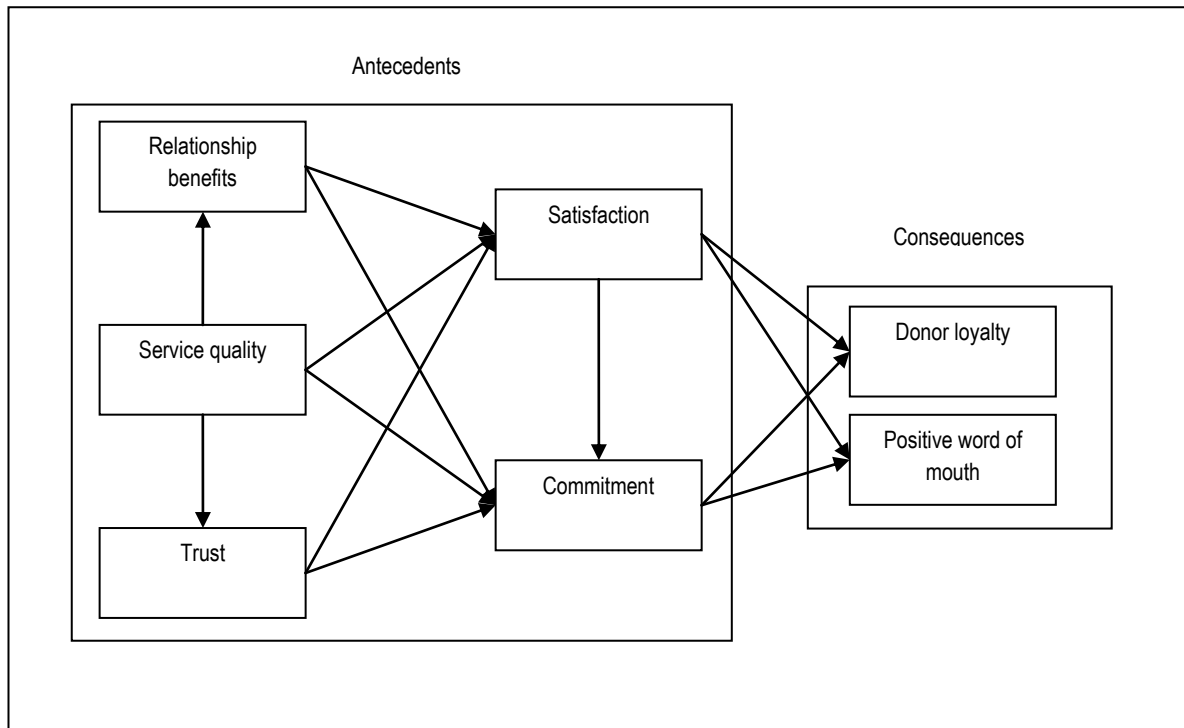 Antecedents
Relationship
benefits
Satisfaction
Consequences
Service quality
Donor loyalty
Positive word of
mouth
Commitment
Trust